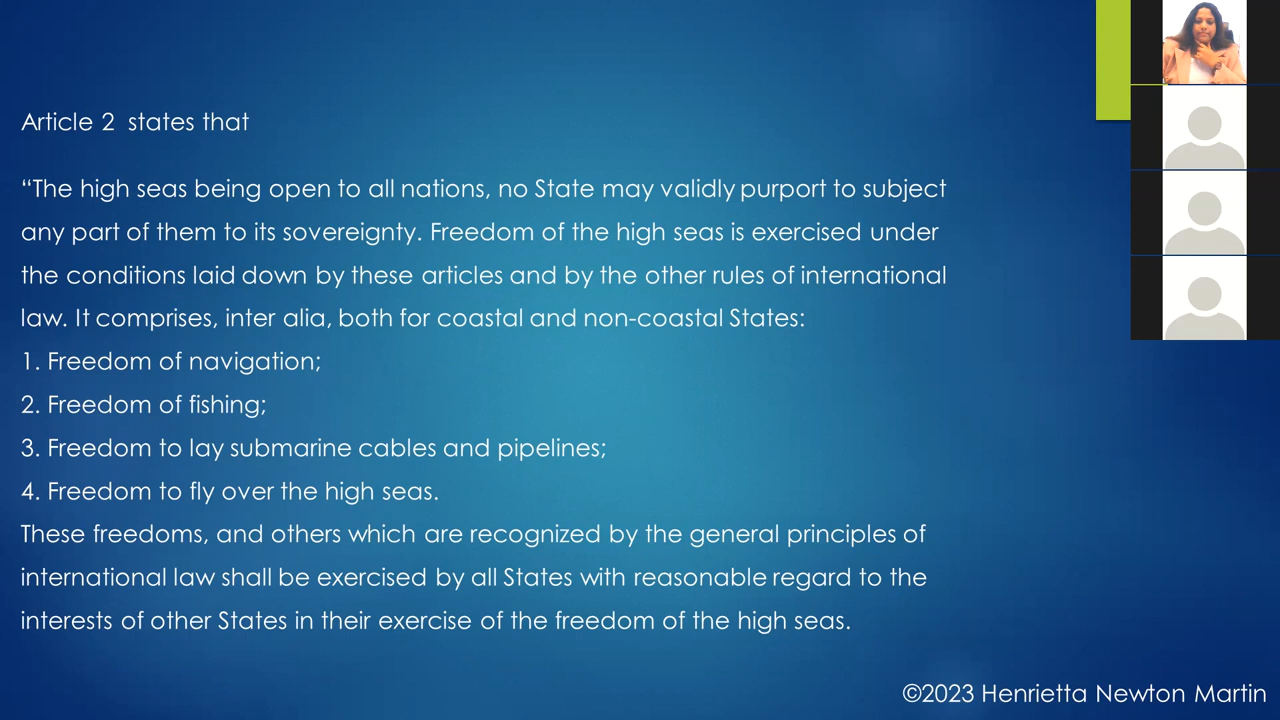 Article 2 states that
“The high seas being open to all nations, no State may validly purport to subject
any part of them to its sovereignty. Freedom of the high seas is exercised under
the conditions laid down by these articles and by the other rules of international
law. It comprises, inter alia, both for coastal and non-coastal States:
1. Freedom of navigation;
2. Freedom of fishing;
3. Freedom to lay submarine cables and pipelines;
4. Freedom to fly over the high seas.
These freedoms, and others which are recognized by the general principles of
international law shall be exercised by all States with reasonable regard to the
interests of other States in their exercise of the freedom of the high seas.
©2023 Henrietta Newton Martin